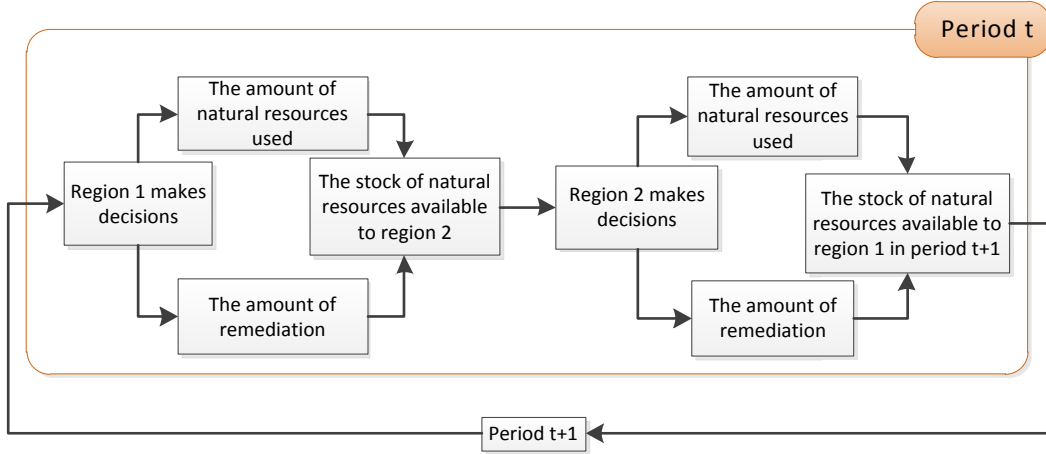 Period t
Region 1 makes
decisions
The amount of
natural resources
used
The amount of
remediation
The stock of natural
resources available
to region 2
Region 2 makes
decisions
The amount of
natural resources
used
The amount of
remediation
The stock of natural
resources available to
region 1 in period t+1
Period t+1